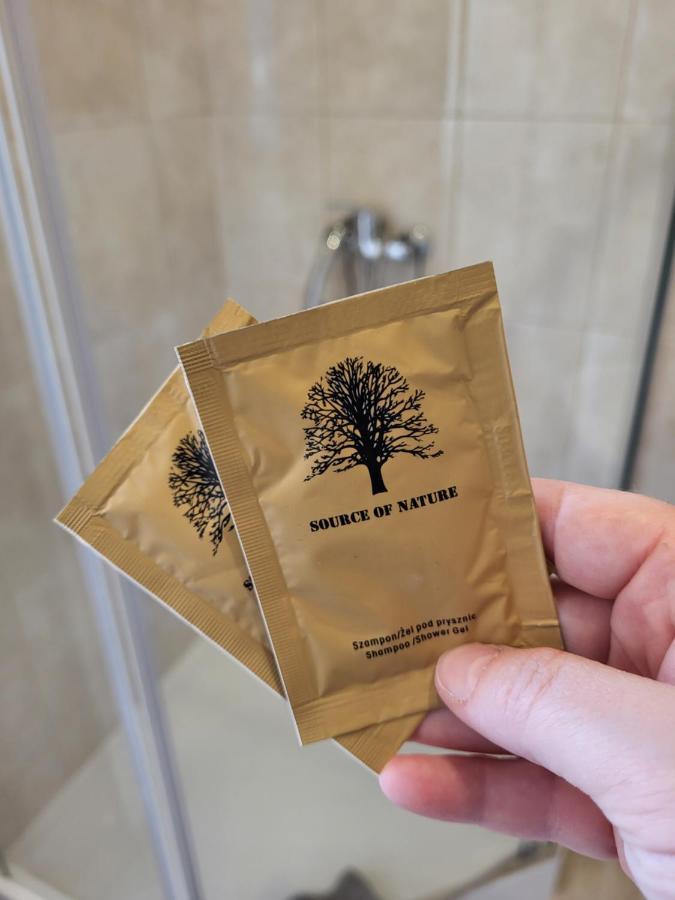 SOURCE OF NATURE
Szampon/Żel pod prysznic
Shampoo /Shower Gel